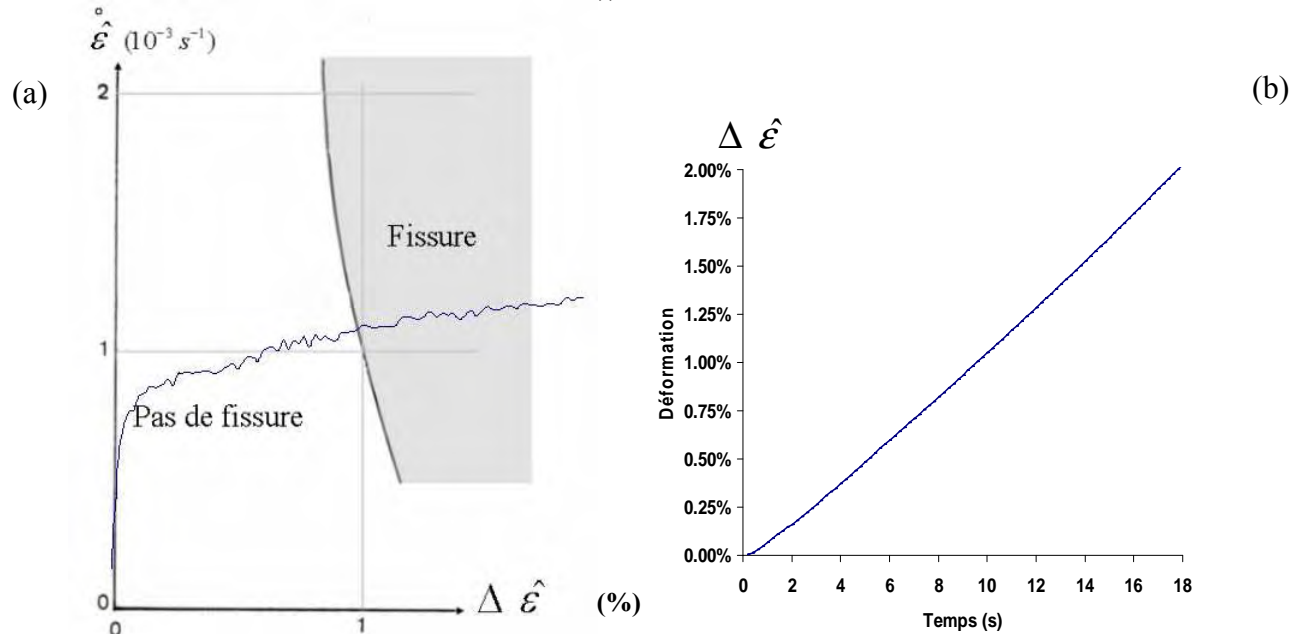 (a)
ε̂° (10⁻³ s⁻¹)
2
Fissure
1
Pas de fissure
0
0
1
Δ ε̂ (%)
(b)
Δ ε̂
2.00%
1.75%
1.50%
1.25%
1.00%
0.75%
0.50%
0.25%
0.00%
Déformation
0 2 4 6 8 10 12 14 16 18
Temps (s)